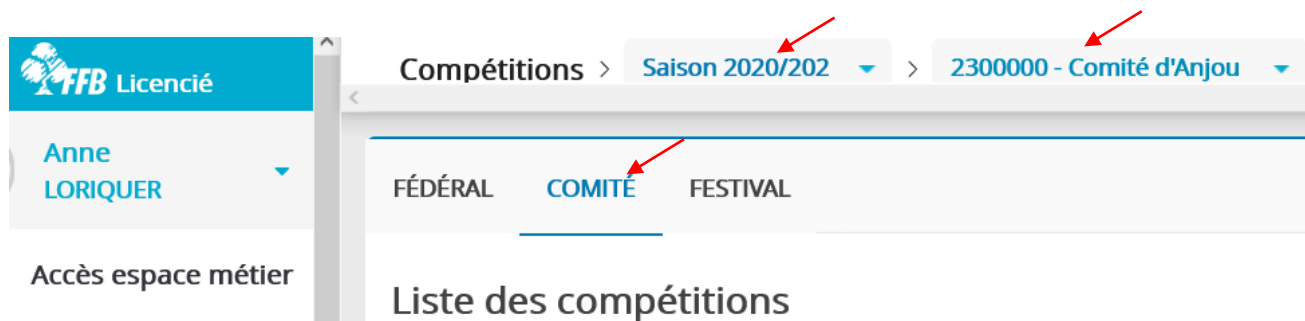 FFB Licencié
Compétitions > Saison 2020/202 > 2300000 - Comité d'Anjou
Anne
LORIQUER
FÉDÉRAL COMITÉ FESTIVAL
Accès espace métier
Liste des compétitions